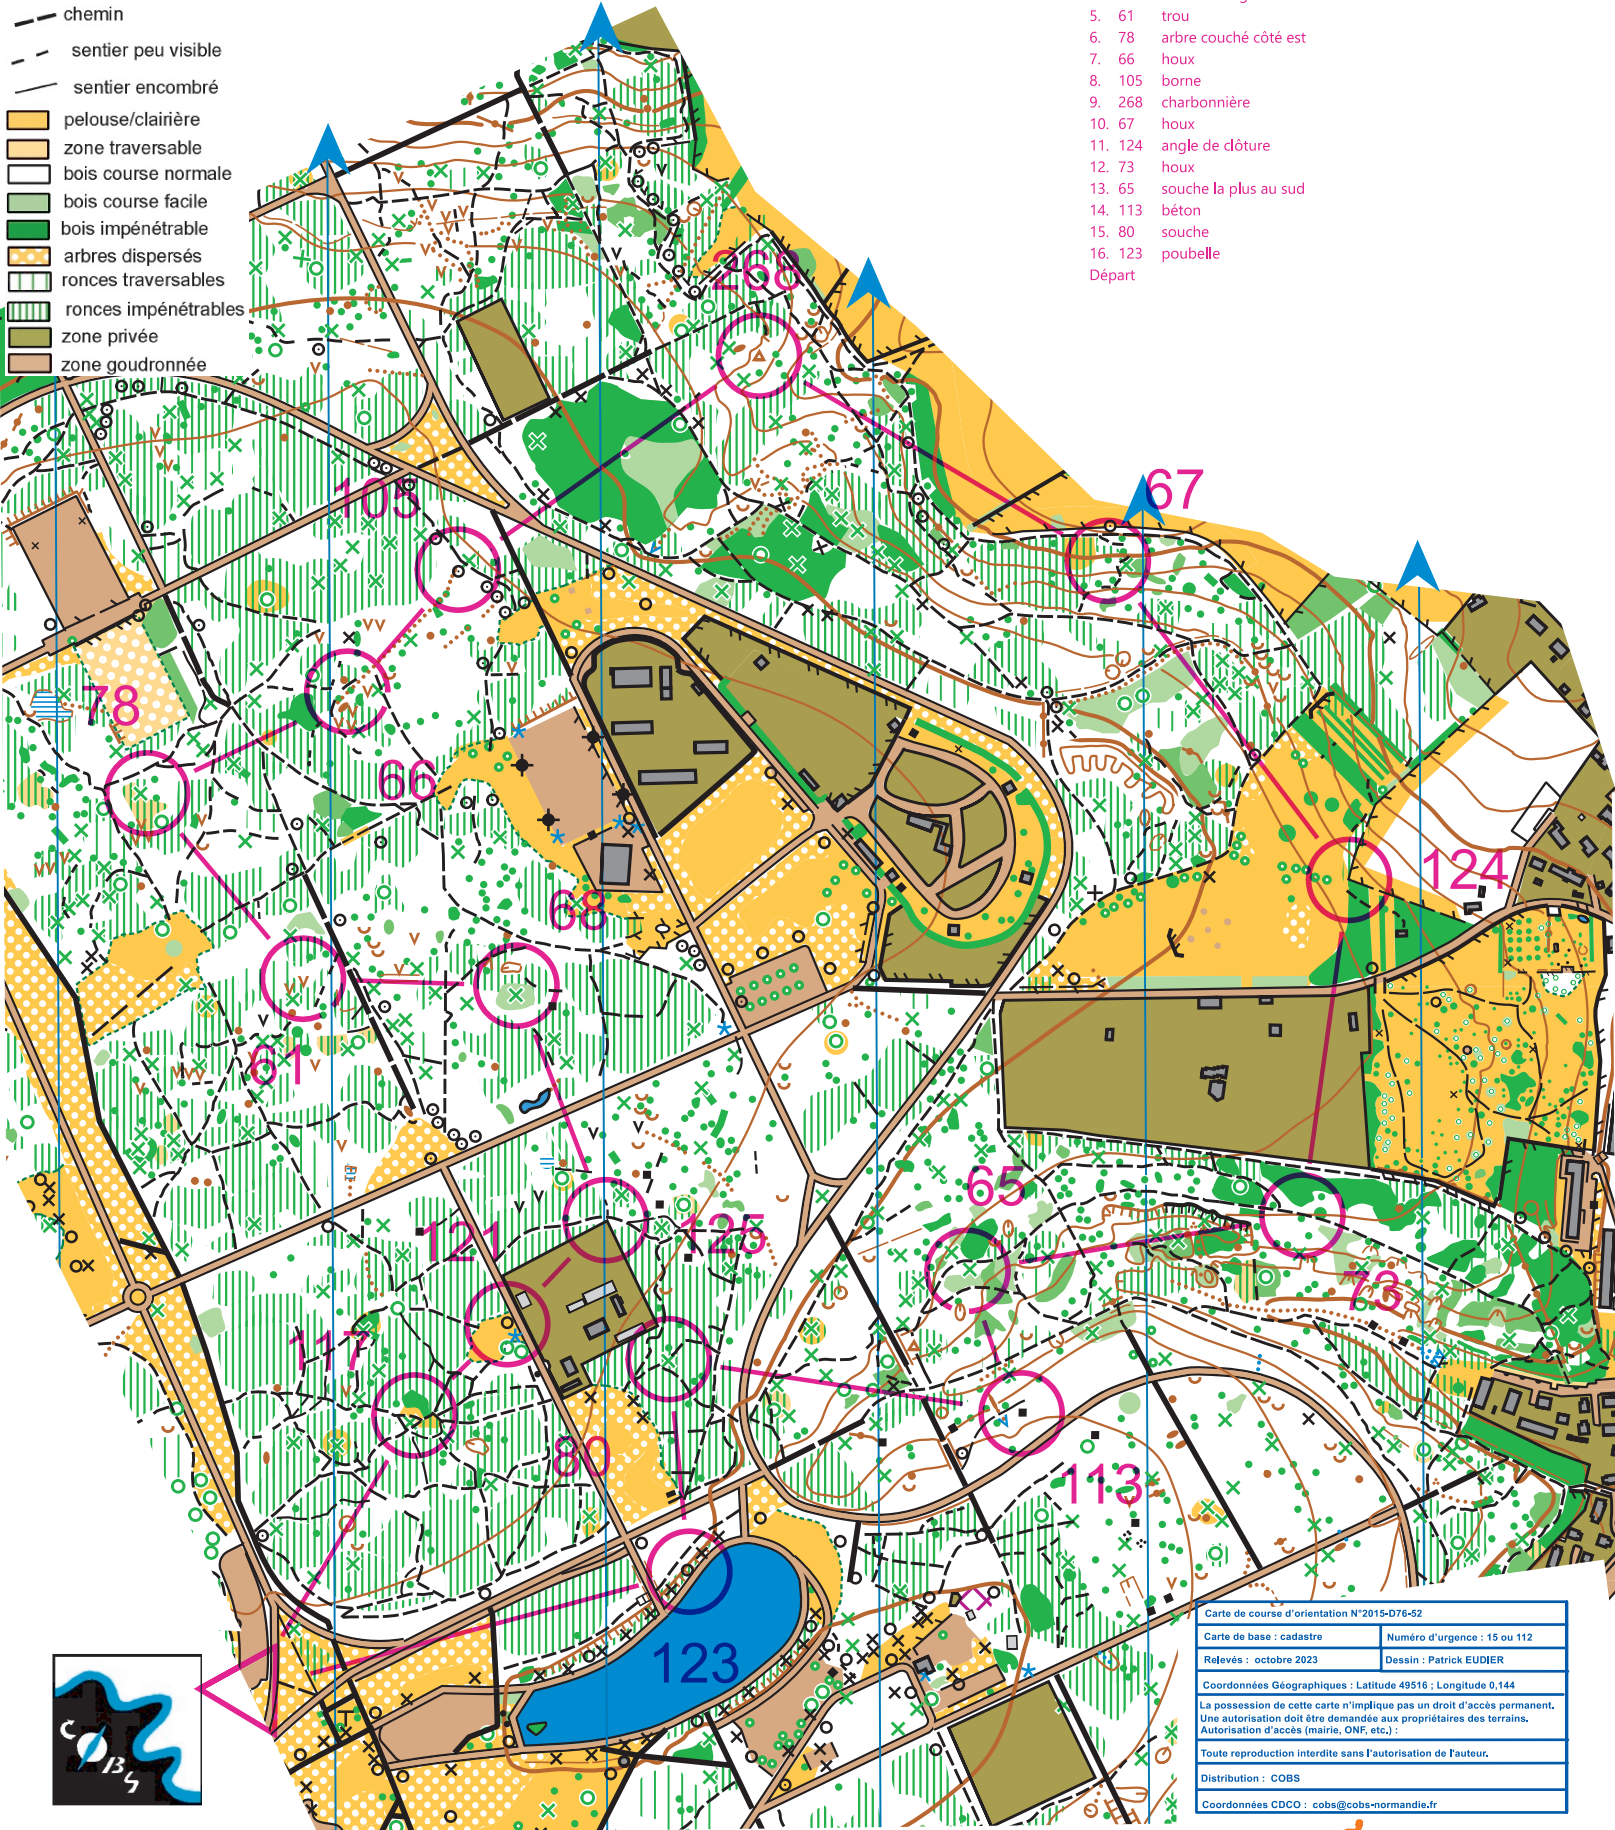 chemin
sentier peu visible
sentier encombré
pelouse/clairière
zone traversable
bois course normale
bois course facile
bois impénétrable
arbres dispersés
ronces traversables
ronces impénétrables
zone privée
zone goudronnée
5. 61 trou
6. 78 arbre couché côté est
7. 66 houx
8. 105 borne
9. 268 charbonnière
10. 67 houx
11. 124 angle de clôture
12. 73 houx
13. 65 souche la plus au sud
14. 113 béton
15. 80 souche
16. 123 poubelle
Départ
268
105
67
78
66
124
68
61
65
121
125
73
117
80
113
123
COBS
Carte de course d'orientation N°2015-D76-52
Carte de base : cadastre
Numéro d'urgence : 15 ou 112
Relevés : octobre 2023
Dessin : Patrick EUDIER
Coordonnées Géographiques : Latitude 49516 ; Longitude 0,144
La possession de cette carte n'implique pas un droit d'accès permanent.
Une autorisation doit être demandée aux propriétaires des terrains.
Autorisation d'accès (mairie, ONF, etc.) :
Toute reproduction interdite sans l'autorisation de l'auteur.
Distribution : COBS
Coordonnées CDCO : cobs@cobs-normandie.fr